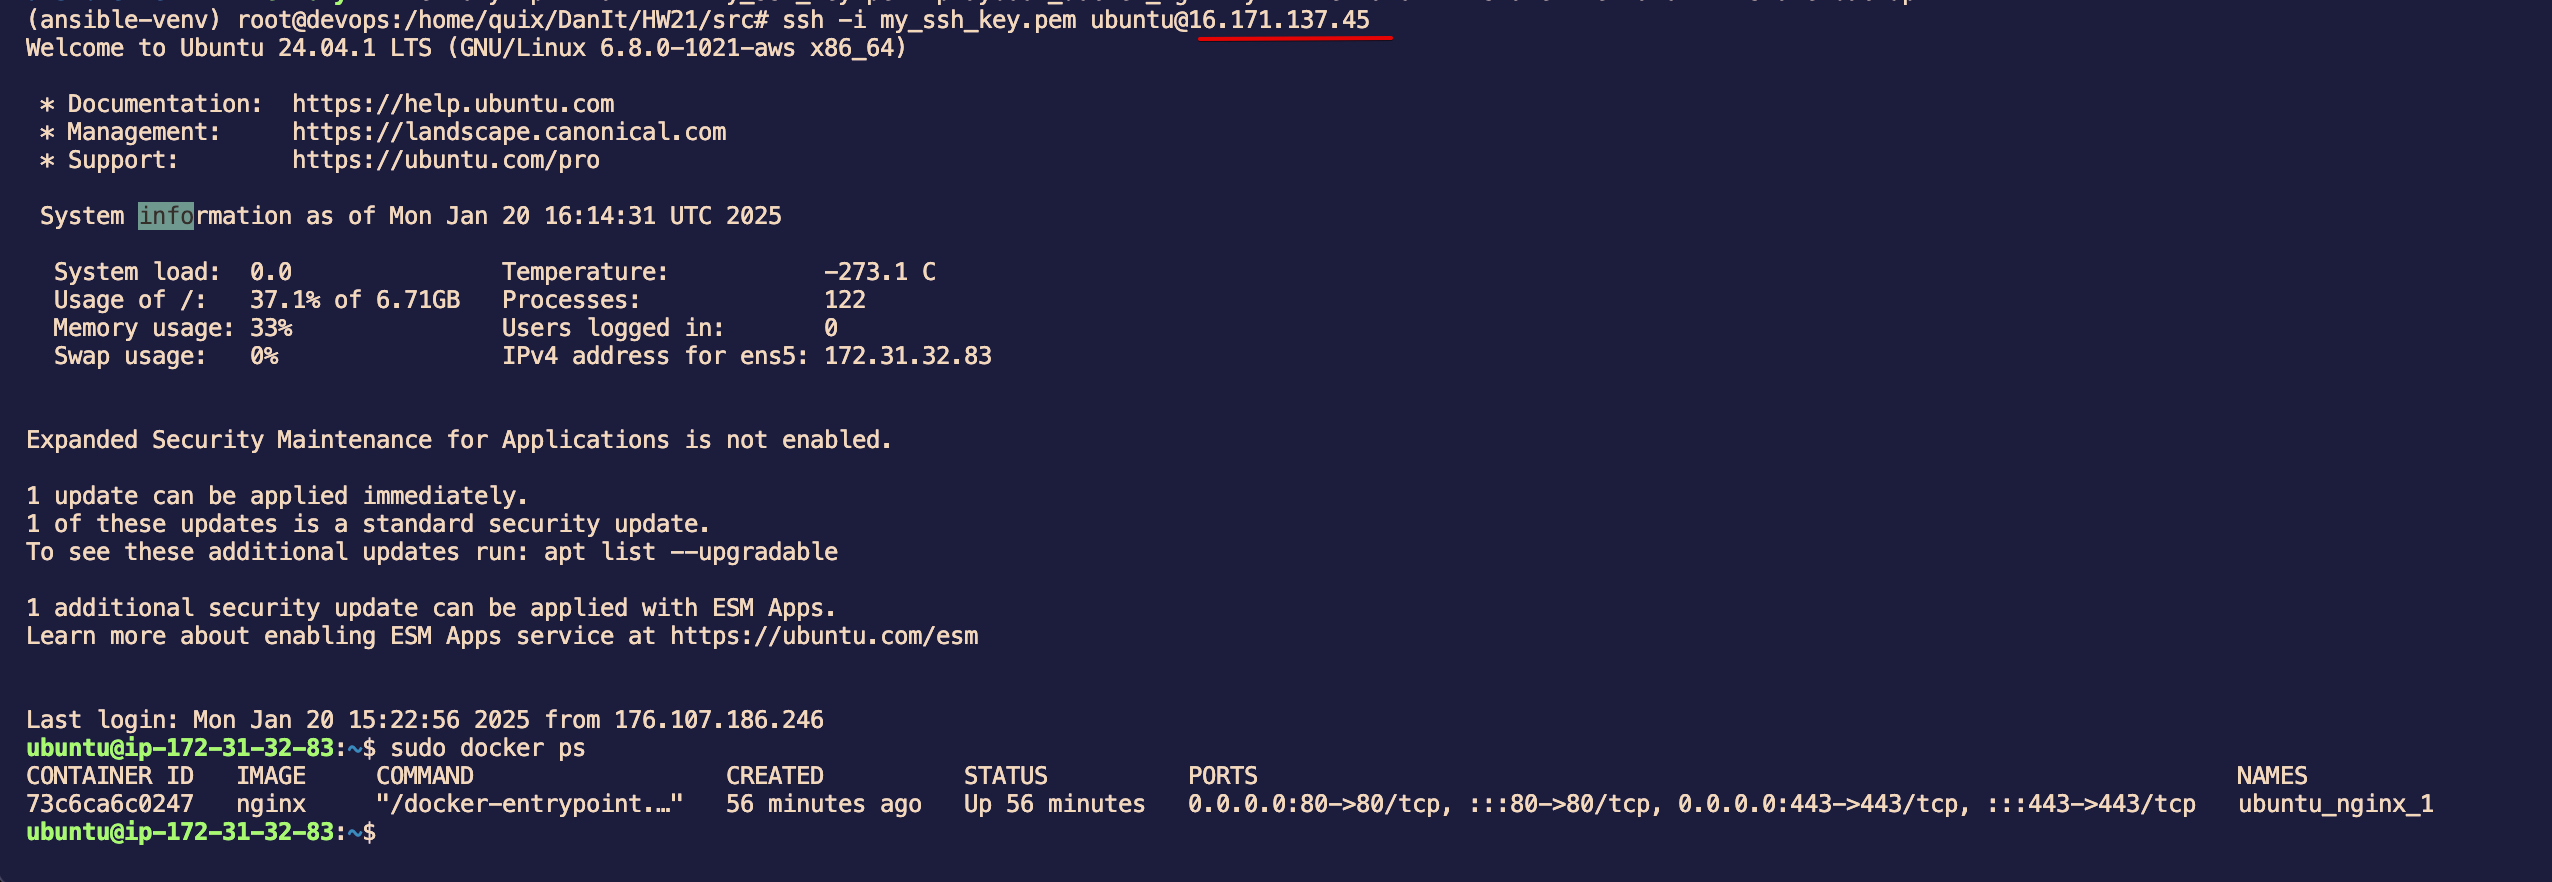 (ansible-venv) root@devops:/home/quix/DanIt/HW21/src# ssh -i my_ssh_key.pem ubuntu@16.171.137.45
Welcome to Ubuntu 24.04.1 LTS (GNU/Linux 6.8.0-1021-aws x86_64)
* Documentation:  https://help.ubuntu.com
* Management:     https://landscape.canonical.com
* Support:        https://ubuntu.com/pro
System information as of Mon Jan 20 16:14:31 UTC 2025
System load:  0.0               Temperature:           -273.1 C
Usage of /:   37.1% of 6.71GB   Processes:             122
Memory usage: 33%               Users logged in:       0
Swap usage:   0%                IPv4 address for ens5: 172.31.32.83
Expanded Security Maintenance for Applications is not enabled.
1 update can be applied immediately.
1 of these updates is a standard security update.
To see these additional updates run: apt list --upgradable
1 additional security update can be applied with ESM Apps.
Learn more about enabling ESM Apps service at https://ubuntu.com/esm
Last login: Mon Jan 20 15:22:56 2025 from 176.107.186.246
ubuntu@ip-172-31-32-83:~$ sudo docker ps
CONTAINER ID   IMAGE     COMMAND                  CREATED          STATUS          PORTS                                                                      NAMES
73c6ca6c0247   nginx     "/docker-entrypoint.…"   56 minutes ago   Up 56 minutes   0.0.0.0:80->80/tcp, :::80->80/tcp, 0.0.0.0:443->443/tcp, :::443->443/tcp   ubuntu_nginx_1
ubuntu@ip-172-31-32-83:~$